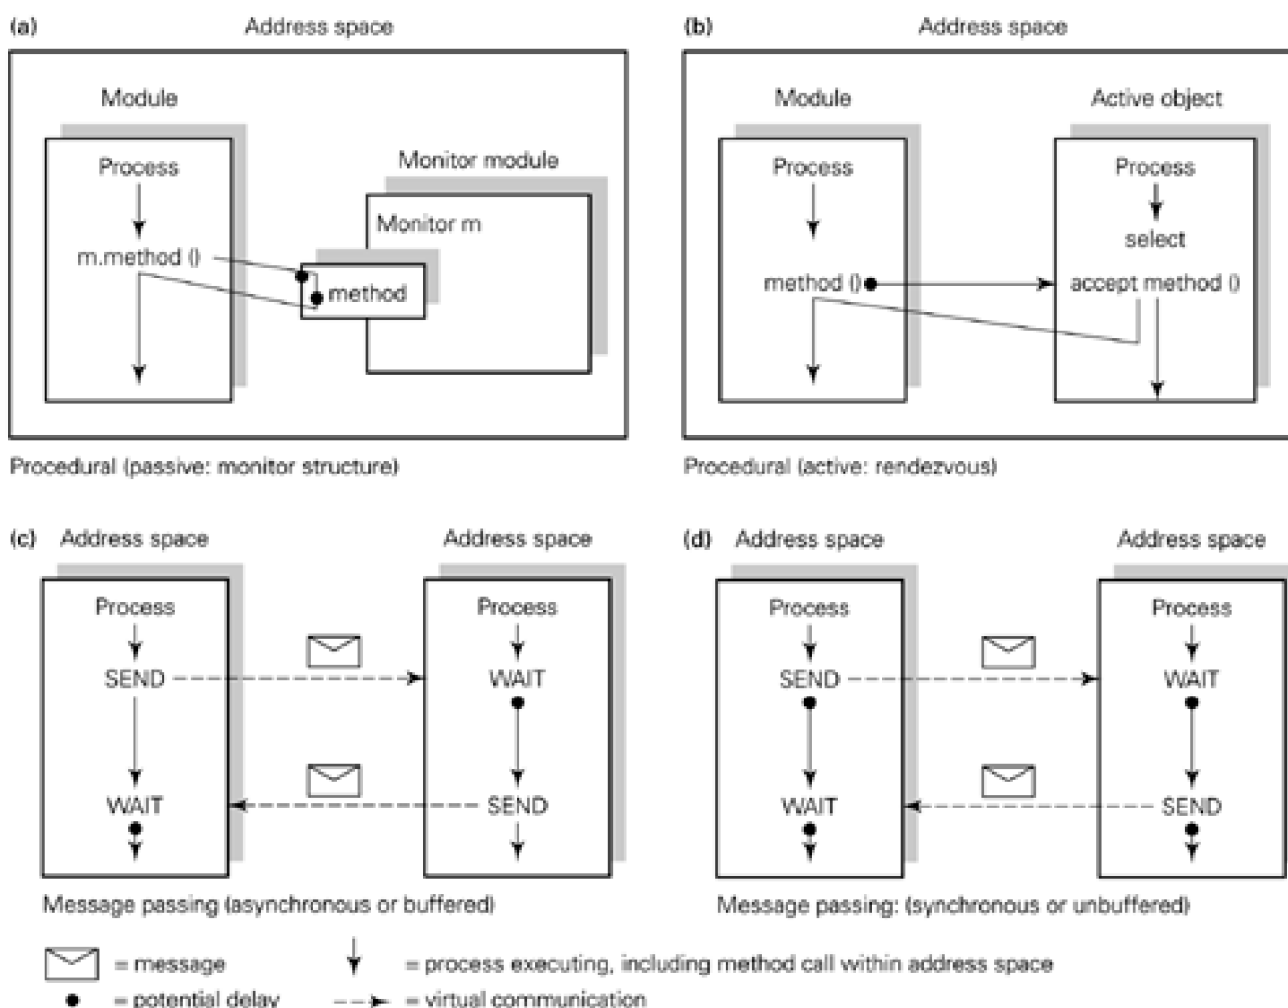 (a) Address space
Module
Process
m.method ()
Monitor module
Monitor m
method
Procedural (passive: monitor structure)
(b) Address space
Module
Process
method ()
Active object
Process
select
accept method ()
Procedural (active: rendezvous)
(c) Address space
Process
SEND
WAIT
Address space
Process
WAIT
SEND
Message passing (asynchronous or buffered)
(d) Address space
Process
SEND
WAIT
Address space
Process
WAIT
SEND
Message passing: (synchronous or unbuffered)
= message
= process executing, including method call within address space
= potential delay
= virtual communication